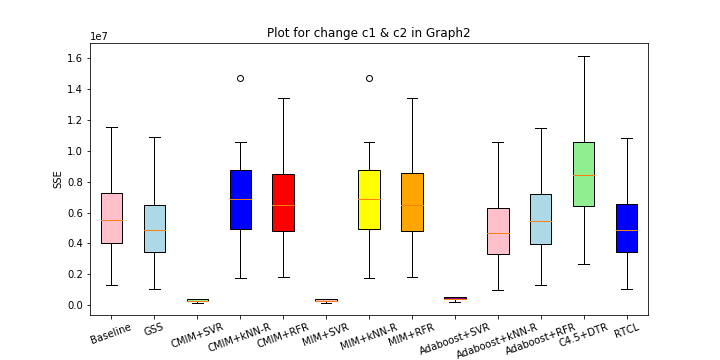 Plot for change c1 & c2 in Graph2
1e7
1.6
1.4
1.2
1.0
0.8
0.6
0.4
0.2
0.0
SSE
Baseline
GSS
CMIM+SVR
CMIM+kNN-R
CMIM+RFR
MIM+SVR
MIM+kNN-R
MIM+RFR
Adaboost+SVR
Adaboost+kNN-R
Adaboost+RFR
C4.5+DTR
RTCL